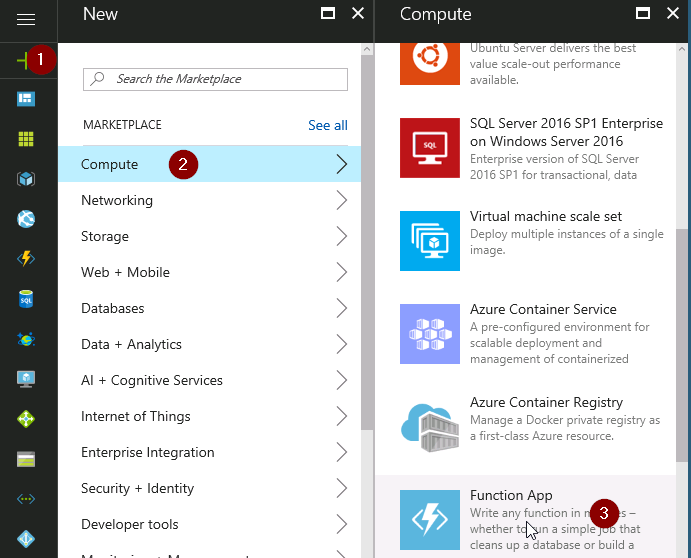 New
Compute
1
Search the Marketplace
MARKETPLACE
See all
Compute
2
Networking
Storage
Web + Mobile
Databases
Data + Analytics
AI + Cognitive Services
Internet of Things
Enterprise Integration
Security + Identity
Developer tools
Monitoring + Management
SQL
Ubuntu Server delivers the best
value scale-out performance
available.
SQL
SQL Server 2016 SP1 Enterprise
on Windows Server 2016
Enterprise version of SQL Server
2016 SP1 for transactional, data
Virtual machine scale set
Deploy multiple instances of a single
image.
Azure Container Service
A pre-configured environment for
scalable deployment and
management of containerized
Azure Container Registry
Manage a Docker private registry as
a first-class Azure resource.
Function App
3
Write any function in –
whether to run a simple job that
cleans up a database or build a